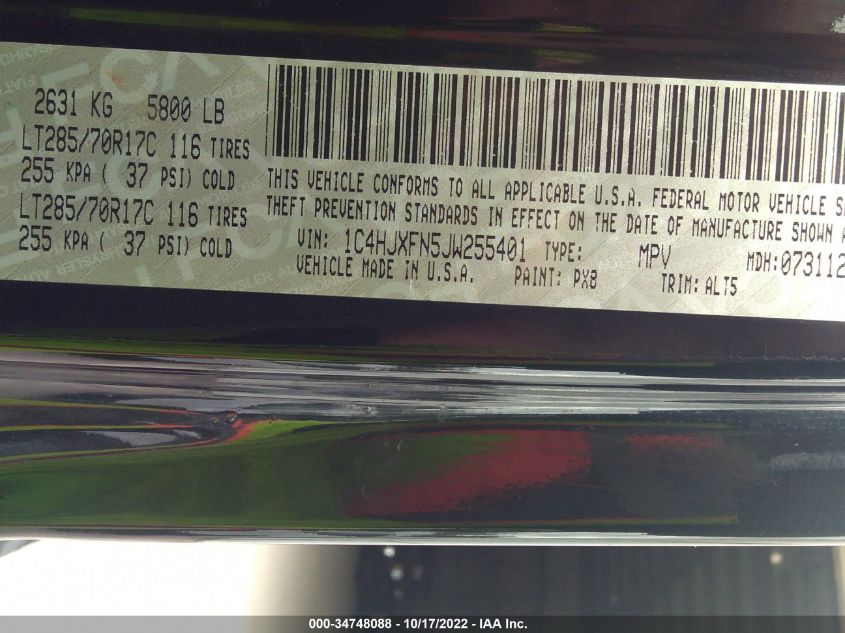 2631 KG 5800 LB
LT285/70R17C 116 TIRES
255 KPA ( 37 PSI) COLD
LT285/70R17C 116 TIRES
255 KPA ( 37 PSI) COLD
THIS VEHICLE CONFORMS TO ALL APPLICABLE U.S.A. FEDERAL MOTOR VEHICLE
THEFT PREVENTION STANDARDS IN EFFECT ON THE DATE OF MANUFACTURE SHOWN
VIN: 1C4HJXFN5JW255401 TYPE: MPV MDH: 073112
VEHICLE MADE IN U.S.A. PAINT: PX8 TRIM: ALT5
000-34748088 - 10/17/2022 - IAA Inc.